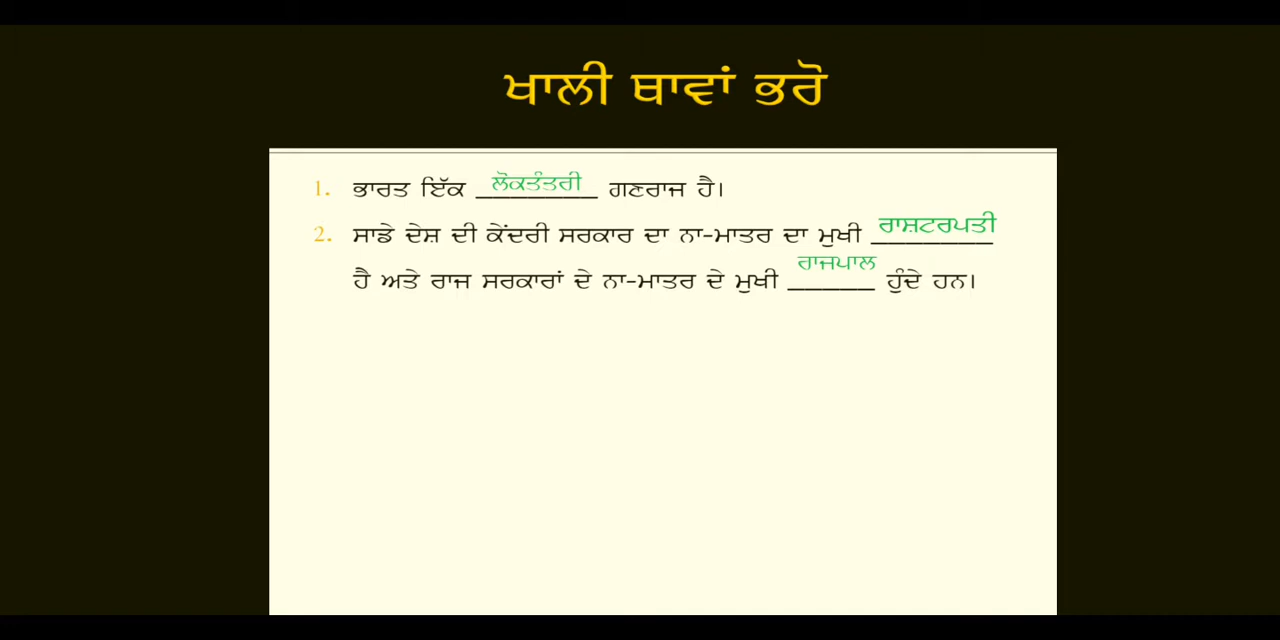 ਖਾਲੀ ਥਾਵਾਂ ਭਰੋ
1. ਭਾਰਤ ਇੱਕ ਲੋਕਤੰਤਰੀ ਗਣਰਾਜ ਹੈ।
2. ਸਾਡੇ ਦੇਸ਼ ਦੀ ਕੇਂਦਰੀ ਸਰਕਾਰ ਦਾ ਨਾ-ਮਾਤਰ ਦਾ ਮੁਖੀ ਰਾਸ਼ਟਰਪਤੀ
ਹੈ ਅਤੇ ਰਾਜ ਸਰਕਾਰਾਂ ਦੇ ਨਾ-ਮਾਤਰ ਦੇ ਮੁਖੀ ਰਾਜਪਾਲ ਹੁੰਦੇ ਹਨ।